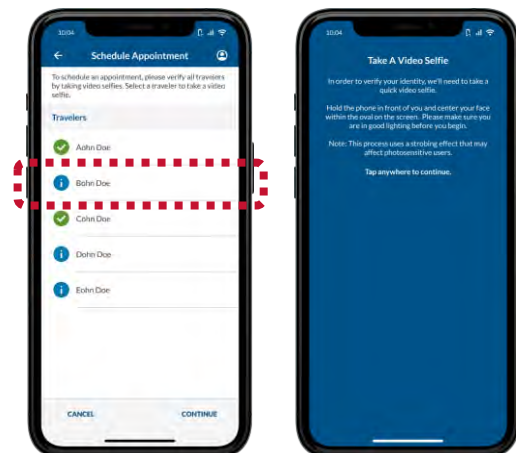 10:04
Schedule Appointment
To schedule an appointment, please verify all travelers
by taking video selfies. Select a traveler to take a video
selfie.
Travelers
Aohn Doe
Bohn Doe
Cohn Doe
Dohn Doe
Eohn Doe
CANCEL CONTINUE
10:04
Take A Video Selfie
In order to verify your identity, we'll need to take a
quick video selfie.
Hold the phone in front of you and center your face
within the oval on the screen. Please make sure you
are in good lighting before you begin.
Note: This process uses a strobing effect that may
affect photosensitive users.
Tap anywhere to continue.